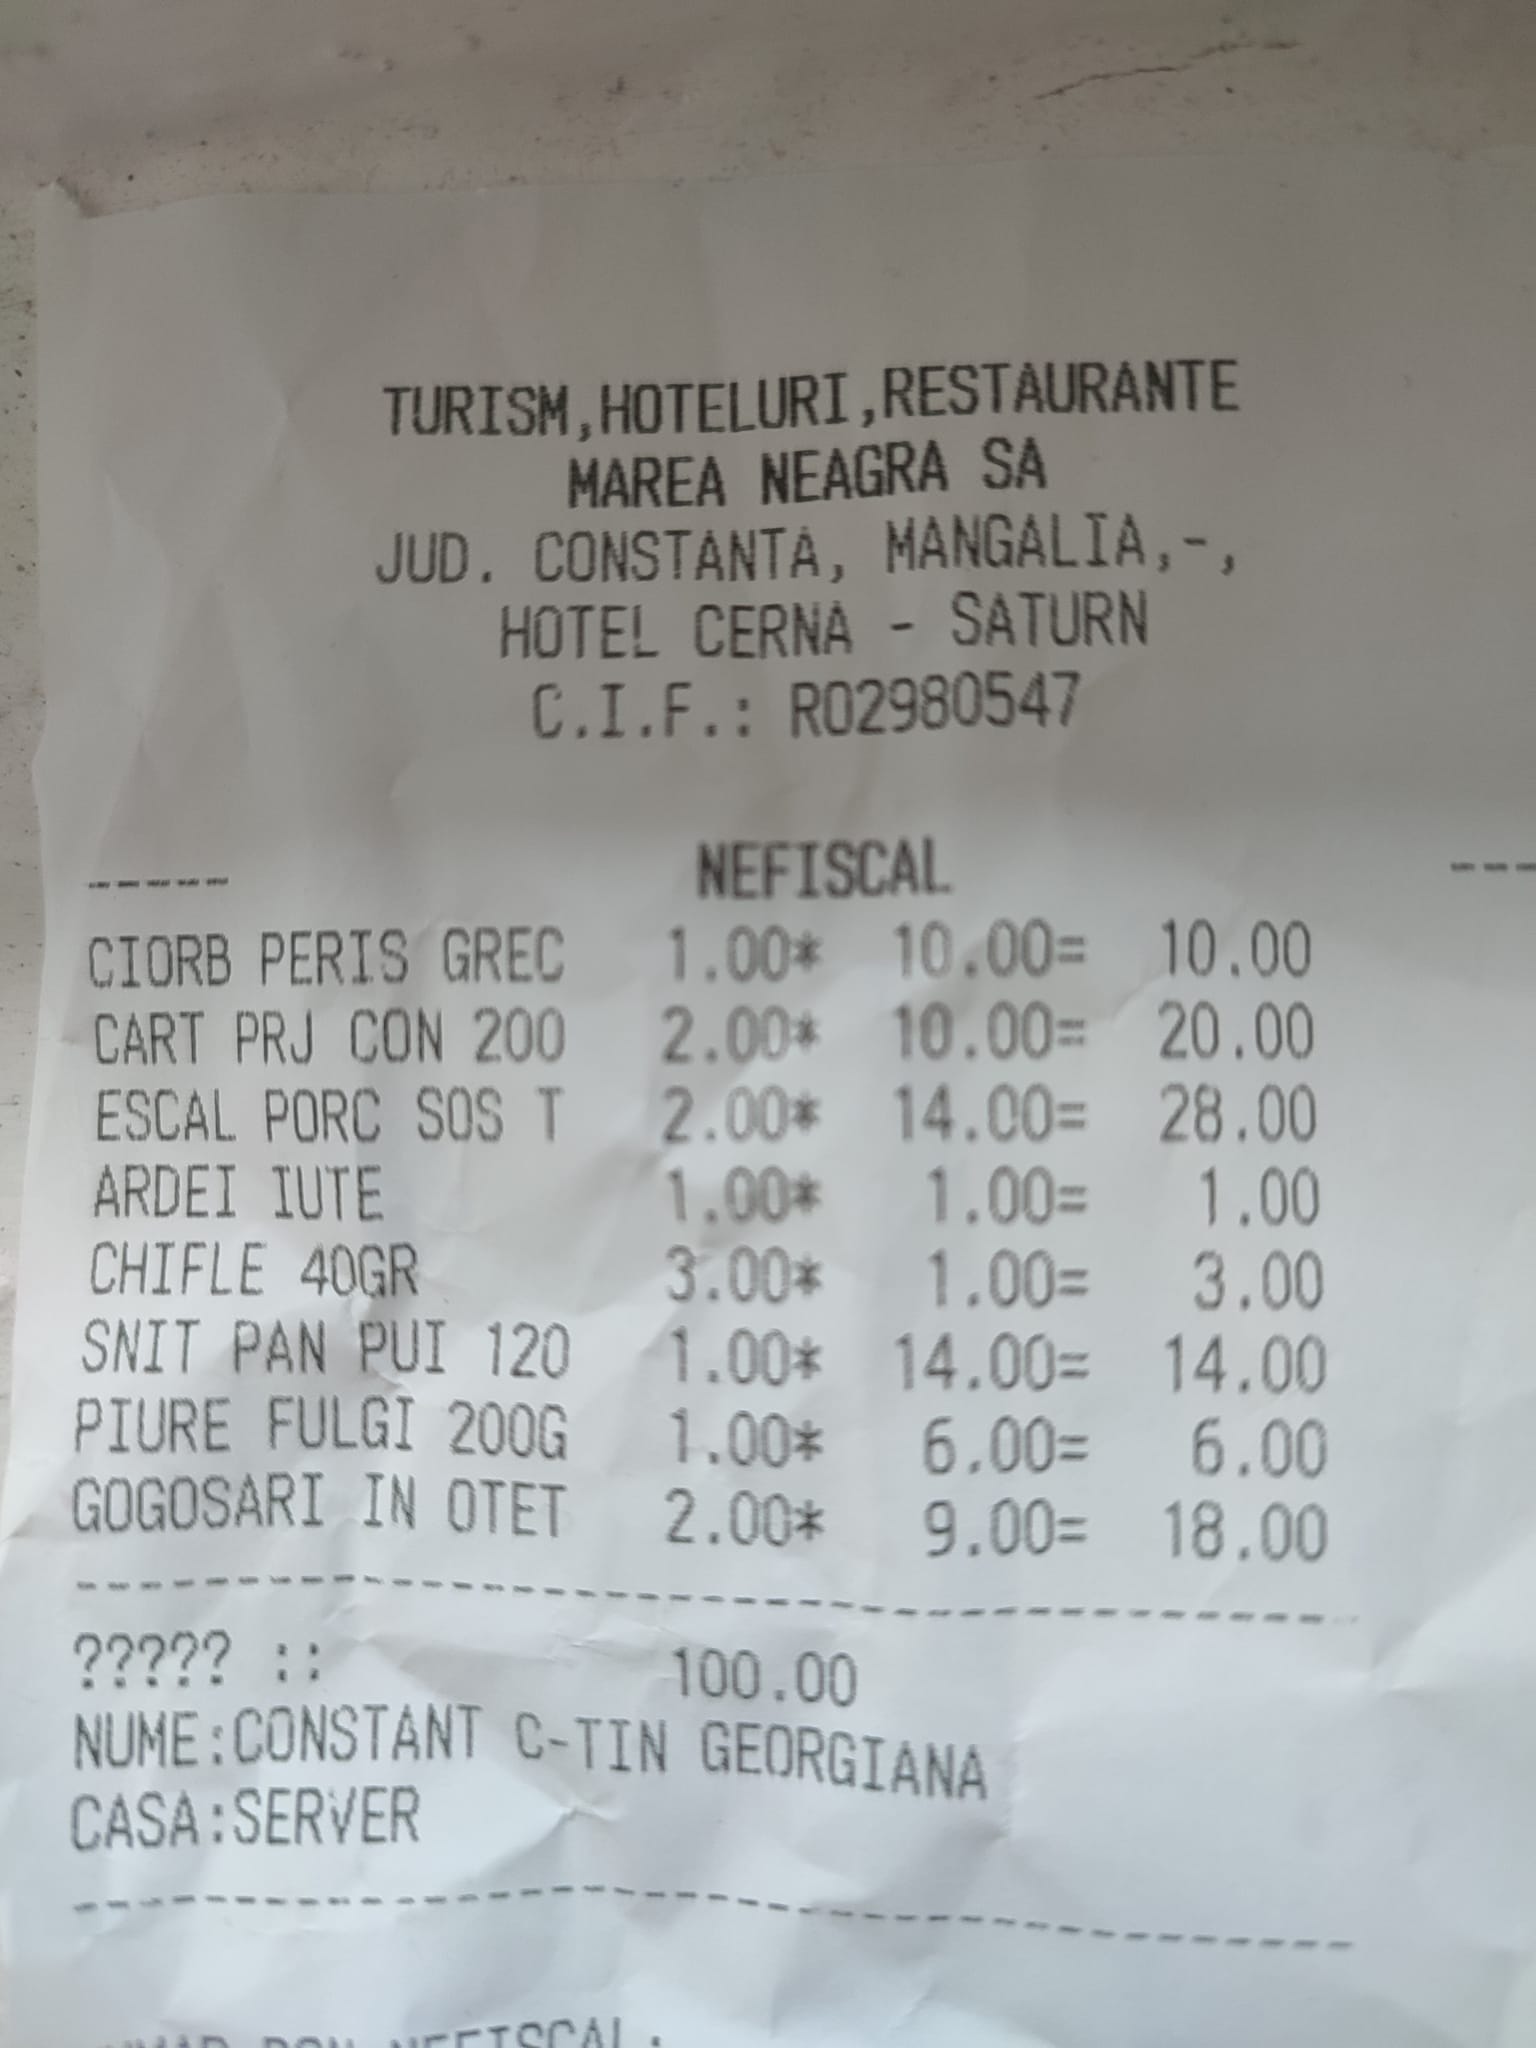 TURISM,HOTELURI,RESTAURANTE
MAREA NEAGRA SA
JUD. CONSTANTA, MANGALIA,-,
HOTEL CERNA - SATURN
C.I.F.: RO2980547
----- NEFISCAL ---
CIORB PERIS GREC 1.00* 10.00= 10.00
CART PRJ CON 200 2.00* 10.00= 20.00
ESCAL PORC SOS T 2.00* 14.00= 28.00
ARDEI IUTE 1.00* 1.00= 1.00
CHIFLE 40GR 3.00* 1.00= 3.00
SNIT PAN PUI 120 1.00* 14.00= 14.00
PIURE FULGI 200G 1.00* 6.00= 6.00
GOGOSARI IN OTET 2.00* 9.00= 18.00
????? :: 100.00
NUME:CONSTANT C-TIN GEORGIANA
CASA:SERVER
BON NEFISCAL: